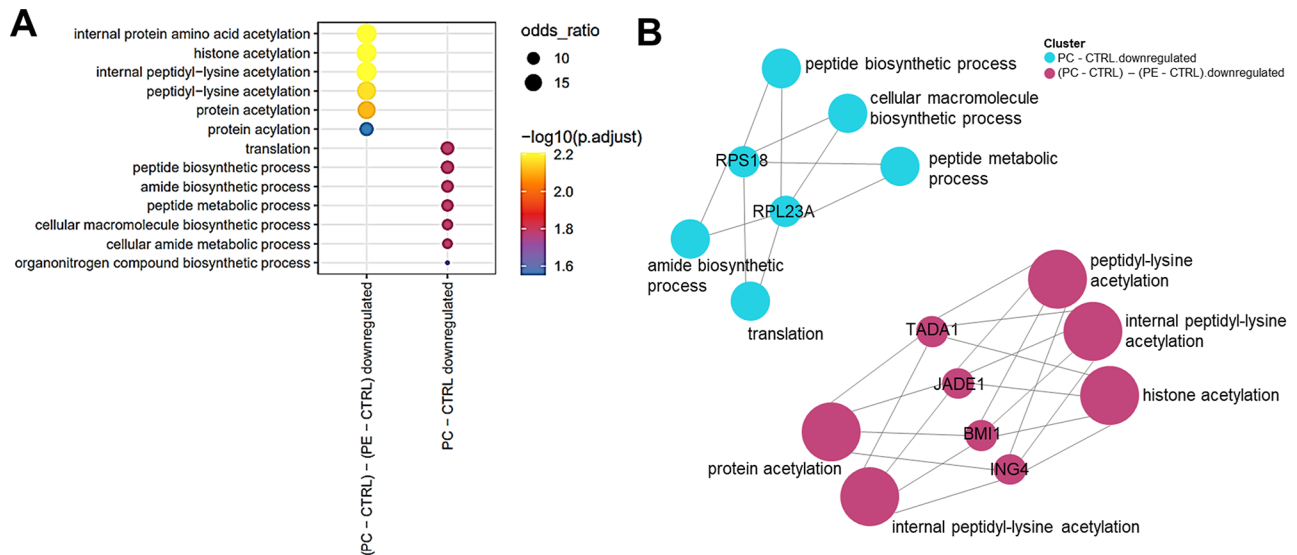 A
internal protein amino acid acetylation
histone acetylation
internal peptidyl−lysine acetylation
peptidyl−lysine acetylation
protein acetylation
protein acylation
translation
peptide biosynthetic process
amide biosynthetic process
peptide metabolic process
cellular macromolecule biosynthetic process
cellular amide metabolic process
organonitrogen compound biosynthetic process
(PC − CTRL) − (PE − CTRL) downregulated
PC − CTRL downregulated
odds_ratio
10
15
−log10(p.adjust)
2.2
2.0
1.8
1.6
B
Cluster
PC - CTRL.downregulated
(PC - CTRL) – (PE - CTRL).downregulated
peptide biosynthetic process
cellular macromolecule
biosynthetic process
RPS18
peptide metabolic
process
RPL23A
amide biosynthetic
process
translation
peptidyl-lysine
acetylation
TADA1
internal peptidyl-lysine
acetylation
JADE1
histone acetylation
BMI1
protein acetylation
ING4
internal peptidyl-lysine acetylation